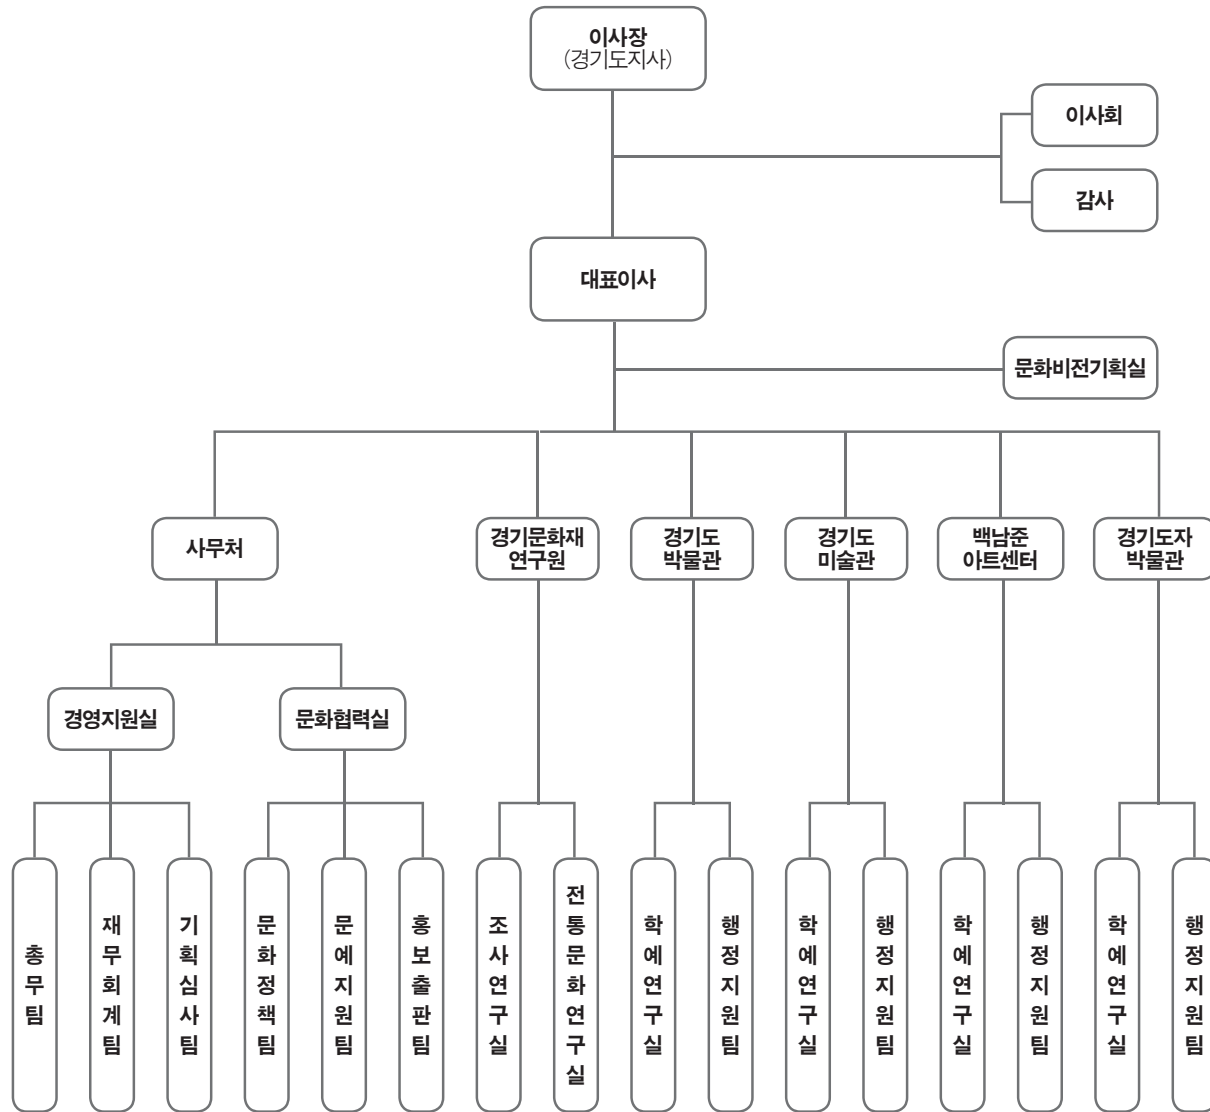 이사장
(경기도지사)
이사회
감사
대표이사
문화비전기획실
사무처
경기문화재
연구원
경기도
박물관
경기도
미술관
백남준
아트센터
경기도자
박물관
경영지원실
문화협력실
총무팀
재무회계팀
기획심사팀
문화정책팀
문예지원팀
홍보출판팀
조사연구실
전통문화연구실
학예연구실
행정지원팀
학예연구실
행정지원팀
학예연구실
행정지원팀
학예연구실
행정지원팀